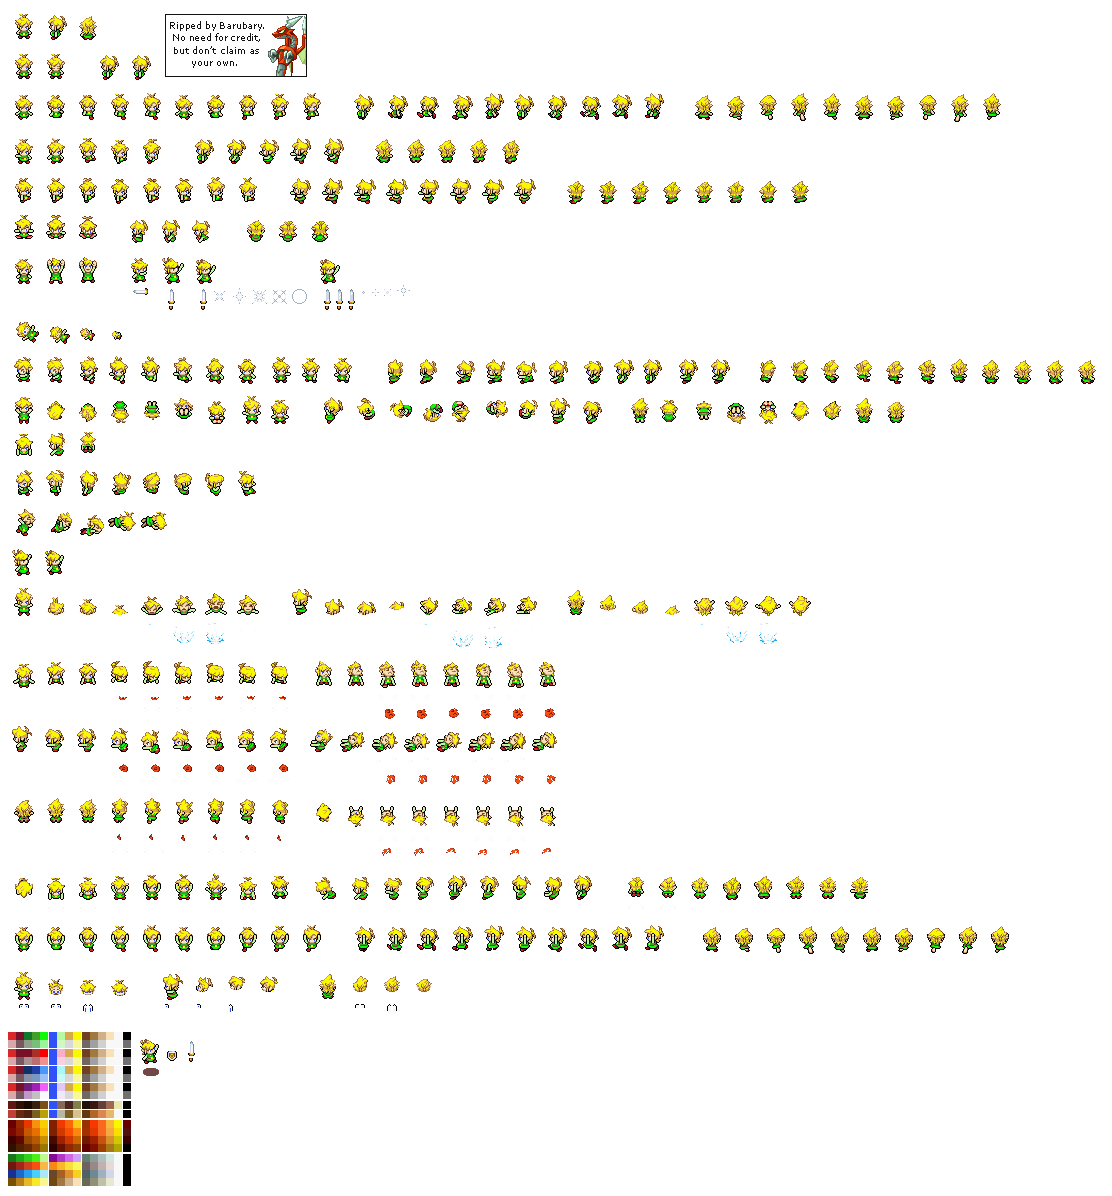 Ripped by Barubary.
No need for credit,
but don't claim as
your own.